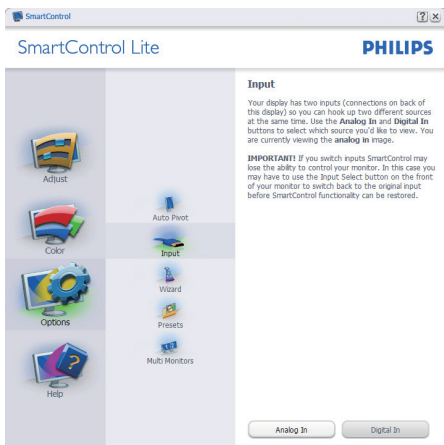 SmartControl
SmartControl Lite
PHILIPS
Adjust
Color
Options
Help
Auto Pivot
Input
Wizard
Presets
Multi Monitors
Input
Your display has two inputs (connections on back of
this display) so you can hook up two different sources
at the same time. Use the Analog In and Digital In
buttons to select which source you'd like to view. You
are currently viewing the analog in image.
IMPORTANT! If you switch inputs SmartControl may
lose the ability to control your monitor. In this case you
may have to use the Input Select button on the front
of your monitor to switch back to the original input
before SmartControl functionality can be restored.
Analog In
Digital In